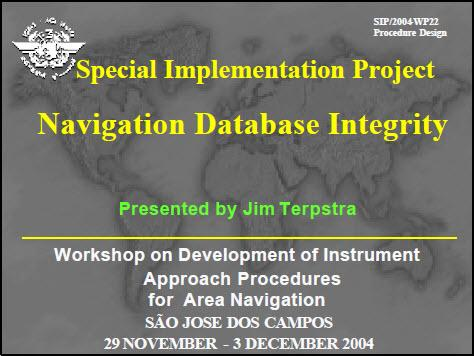 SIP/2004/WP22
Procedure Design
Special Implementation Project
Navigation Database Integrity
Presented by Jim Terpstra
Workshop on Development of Instrument
Approach Procedures
for Area Navigation
SÃO JOSE DOS CAMPOS
29 NOVEMBER - 3 DECEMBER 2004